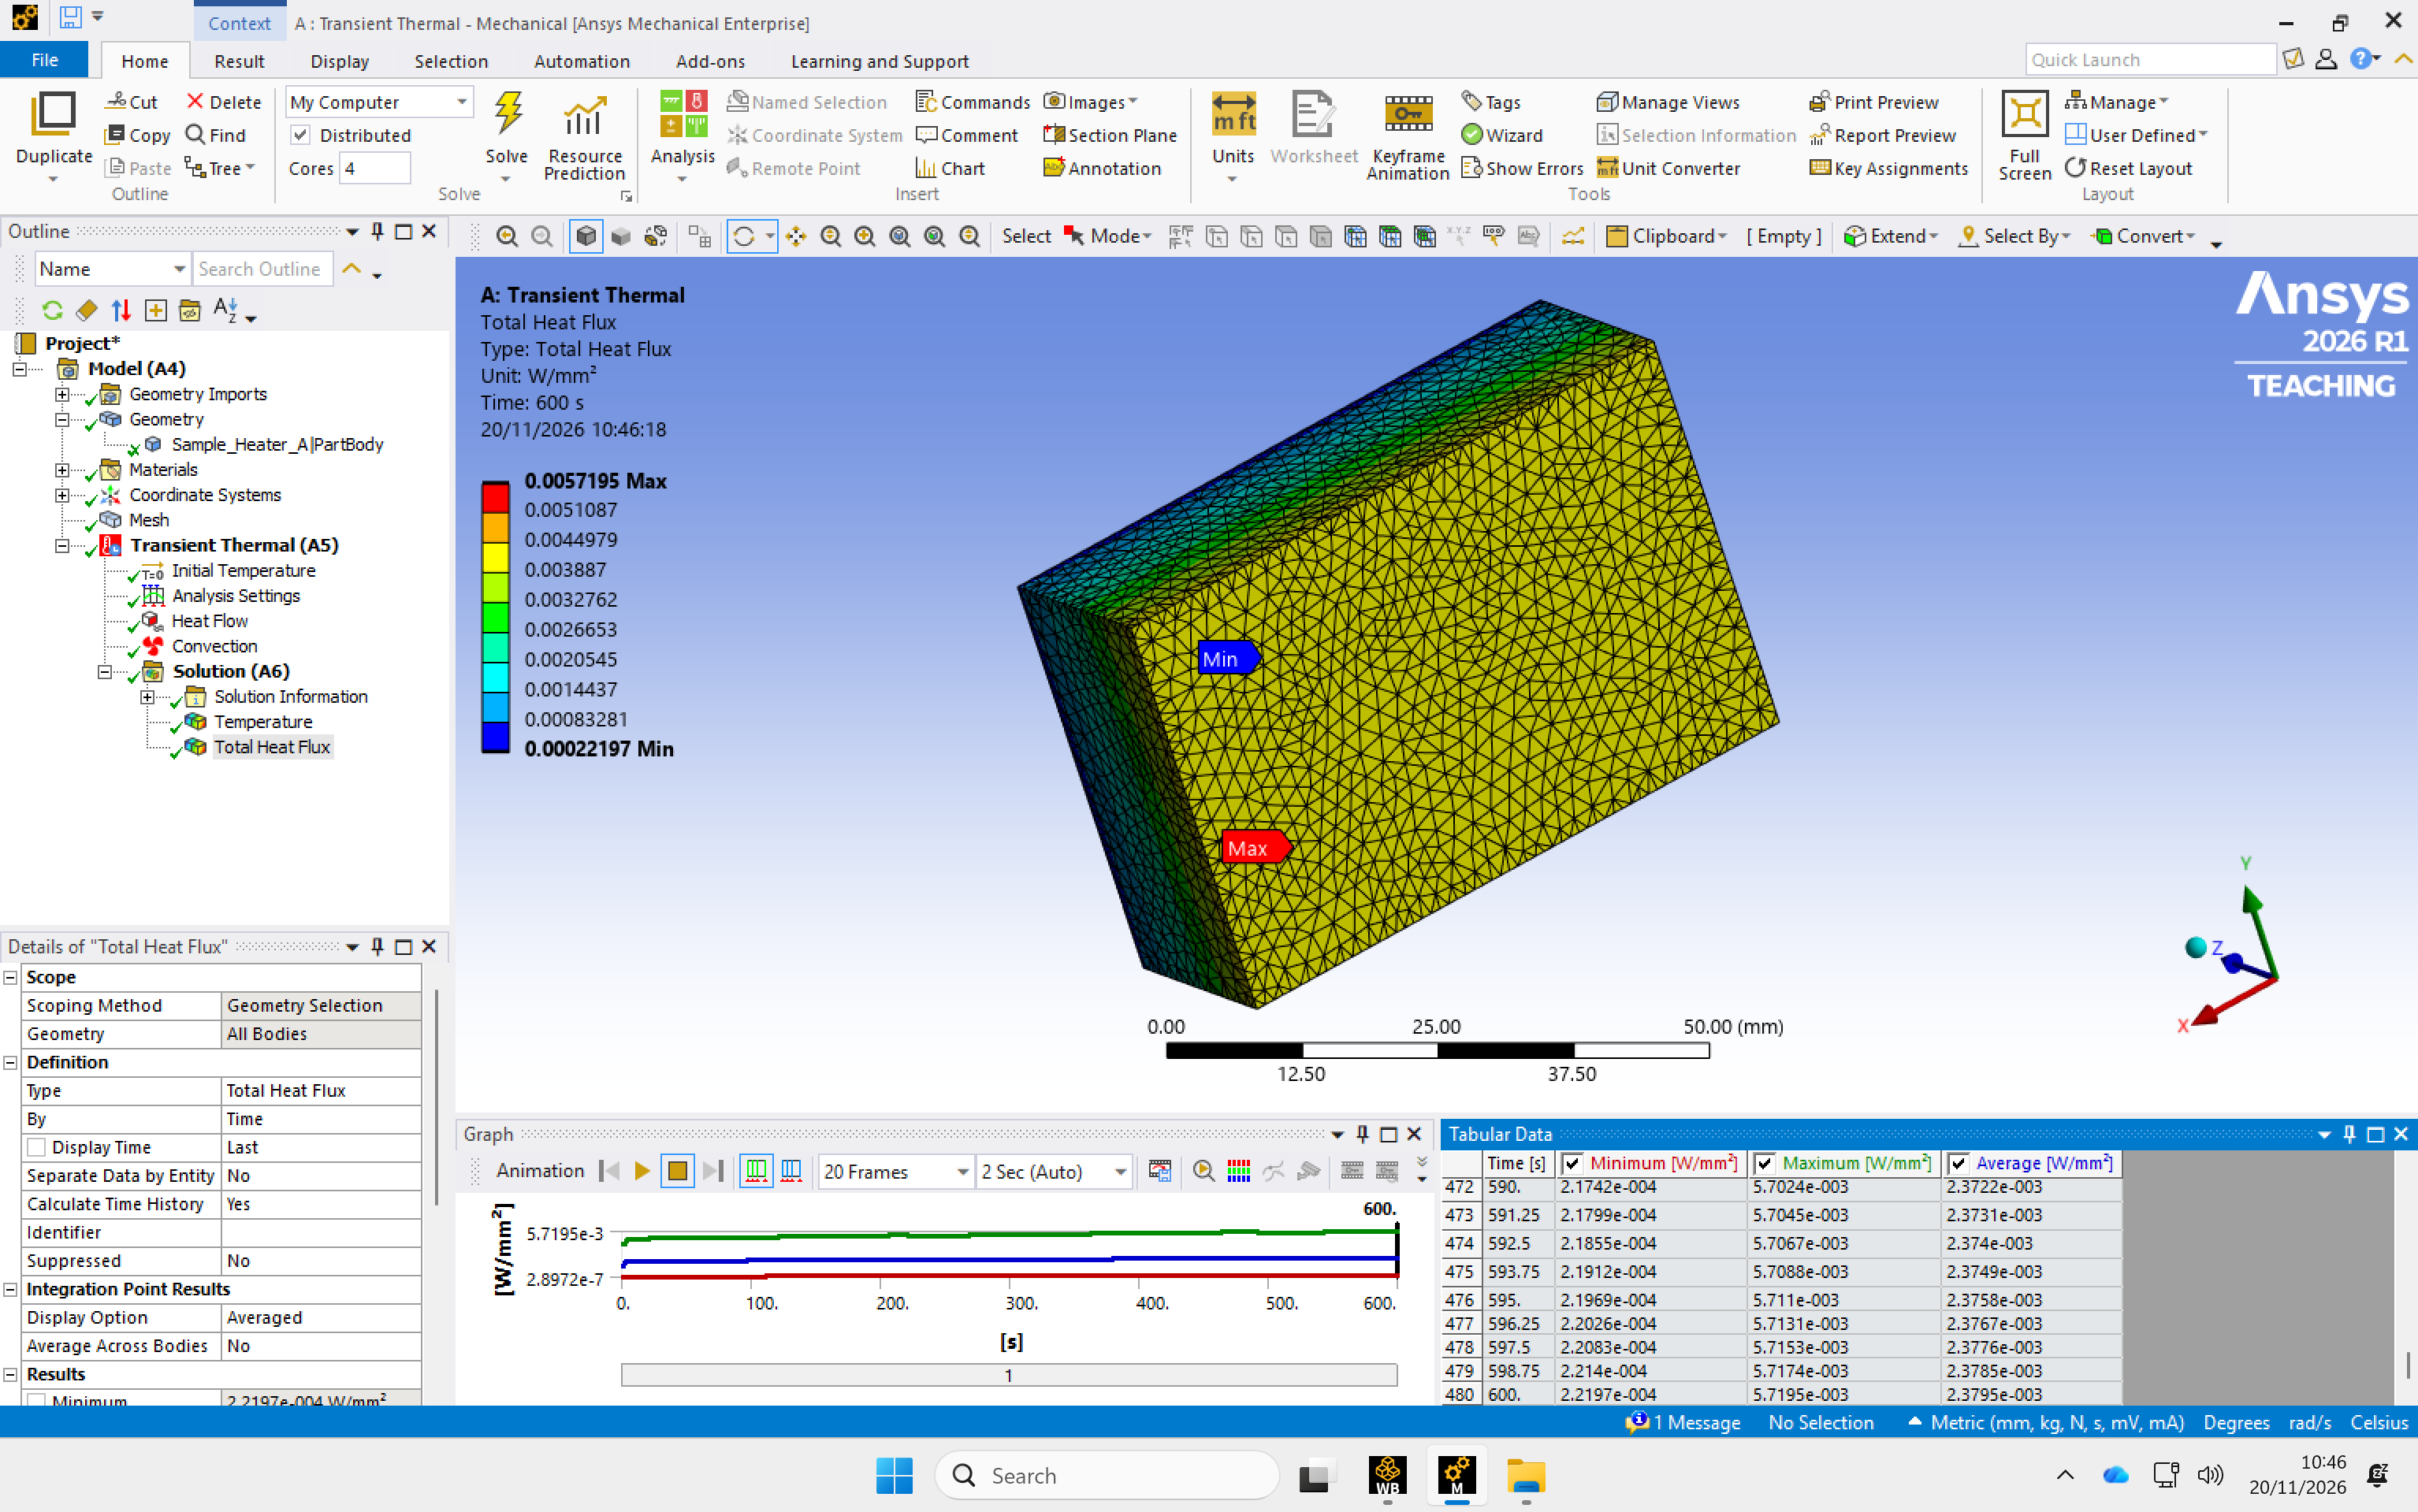 Context
A : Transient Thermal - Mechanical [Ansys Mechanical Enterprise]
File Home Result Display Selection Automation Add-ons Learning and Support
Quick Launch
Duplicate
Cut
Copy
Paste
Delete
Find
Tree
Outline
My Computer
Distributed
Cores 4
Solve
Resource Prediction
Solve
Analysis
Named Selection
Coordinate System
Remote Point
Commands
Comment
Chart
Images
Section Plane
Annotation
Insert
Units
Worksheet
Keyframe Animation
Tags
Wizard
Show Errors
Manage Views
Selection Information
Unit Converter
Print Preview
Report Preview
Key Assignments
Tools
Full Screen
Manage
User Defined
Reset Layout
Layout
Outline
Name
Search Outline
Select Mode Clipboard [ Empty ] Extend Select By Convert
Project*
Model (A4)
Geometry Imports
Geometry
Sample_Heater_A|PartBody
Materials
Coordinate Systems
Mesh
Transient Thermal (A5)
Initial Temperature
Analysis Settings
Heat Flow
Convection
Solution (A6)
Solution Information
Temperature
Total Heat Flux
A: Transient Thermal
Total Heat Flux
Type: Total Heat Flux
Unit: W/mm²
Time: 600 s
20/11/2026 10:46:18
0.0057195 Max
0.0051087
0.0044979
0.003887
0.0032762
0.0026653
0.0020545
0.0014437
0.00083281
0.00022197 Min
Min
Max
Ansys
2026 R1
TEACHING
Y
Z
X
0.00 25.00 50.00 (mm)
12.50 37.50
Details of "Total Heat Flux"
Scope
Scoping Method Geometry Selection
Geometry All Bodies
Definition
Type Total Heat Flux
By Time
Display Time Last
Separate Data by Entity No
Calculate Time History Yes
Identifier
Suppressed No
Integration Point Results
Display Option Averaged
Average Across Bodies No
Results
Minimum 2.2197e-004 W/mm²
Graph
Animation 20 Frames 2 Sec (Auto)
[W/mm²]
600.
5.7195e-3
2.8972e-7
0. 100. 200. 300. 400. 500. 600.
[s]
1
Tabular Data
Time [s] Minimum [W/mm²] Maximum [W/mm²] Average [W/mm²]
472 590. 2.1742e-004 5.7024e-003 2.3722e-003
473 591.25 2.1799e-004 5.7045e-003 2.3731e-003
474 592.5 2.1855e-004 5.7067e-003 2.374e-003
475 593.75 2.1912e-004 5.7088e-003 2.3749e-003
476 595. 2.1969e-004 5.711e-003 2.3758e-003
477 596.25 2.2026e-004 5.7131e-003 2.3767e-003
478 597.5 2.2083e-004 5.7153e-003 2.3776e-003
479 598.75 2.214e-004 5.7174e-003 2.3785e-003
480 600. 2.2197e-004 5.7195e-003 2.3795e-003
1 Message No Selection Metric (mm, kg, N, s, mV, mA) Degrees rad/s Celsius
Search
WB
M
10:46
20/11/2026